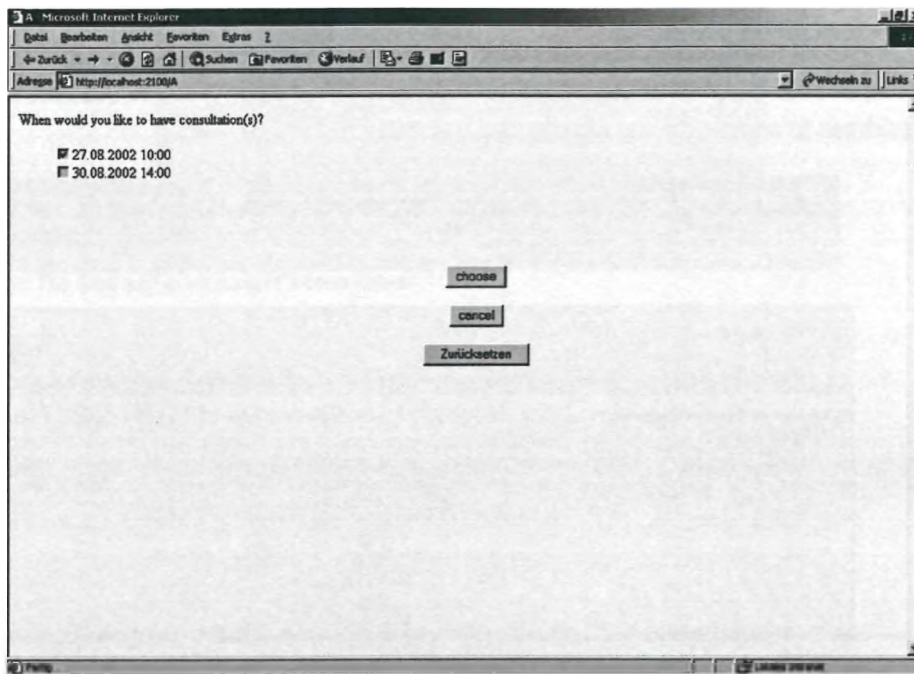 A - Microsoft Internet Explorer
Datei Bearbeiten Ansicht Favoriten Extras ?
Zurück Suchen Favoriten Verlauf
Adresse http://localhost:2100/A Wechseln zu Links
When would you like to have consultation(s)?
27.08.2002 10:00
30.08.2002 14:00
choose
cancel
Zurücksetzen
Fertig Lokales Intranet